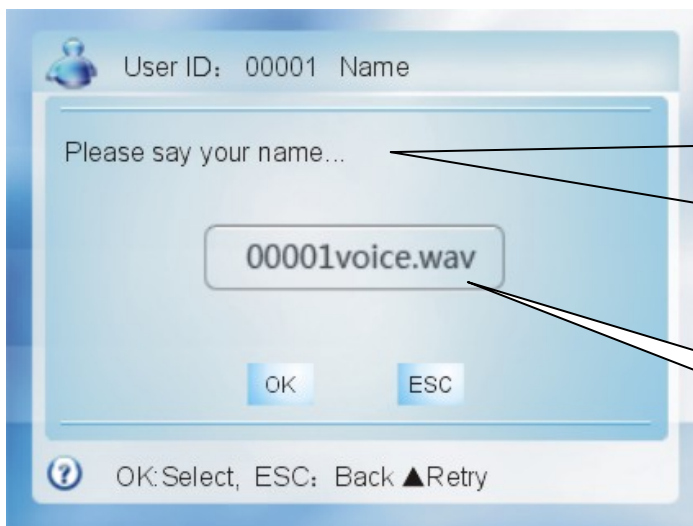 User ID： 00001 Name
Please say your name...
00001voice.wav
OK ESC
OK:Select, ESC： Back ▲Retry